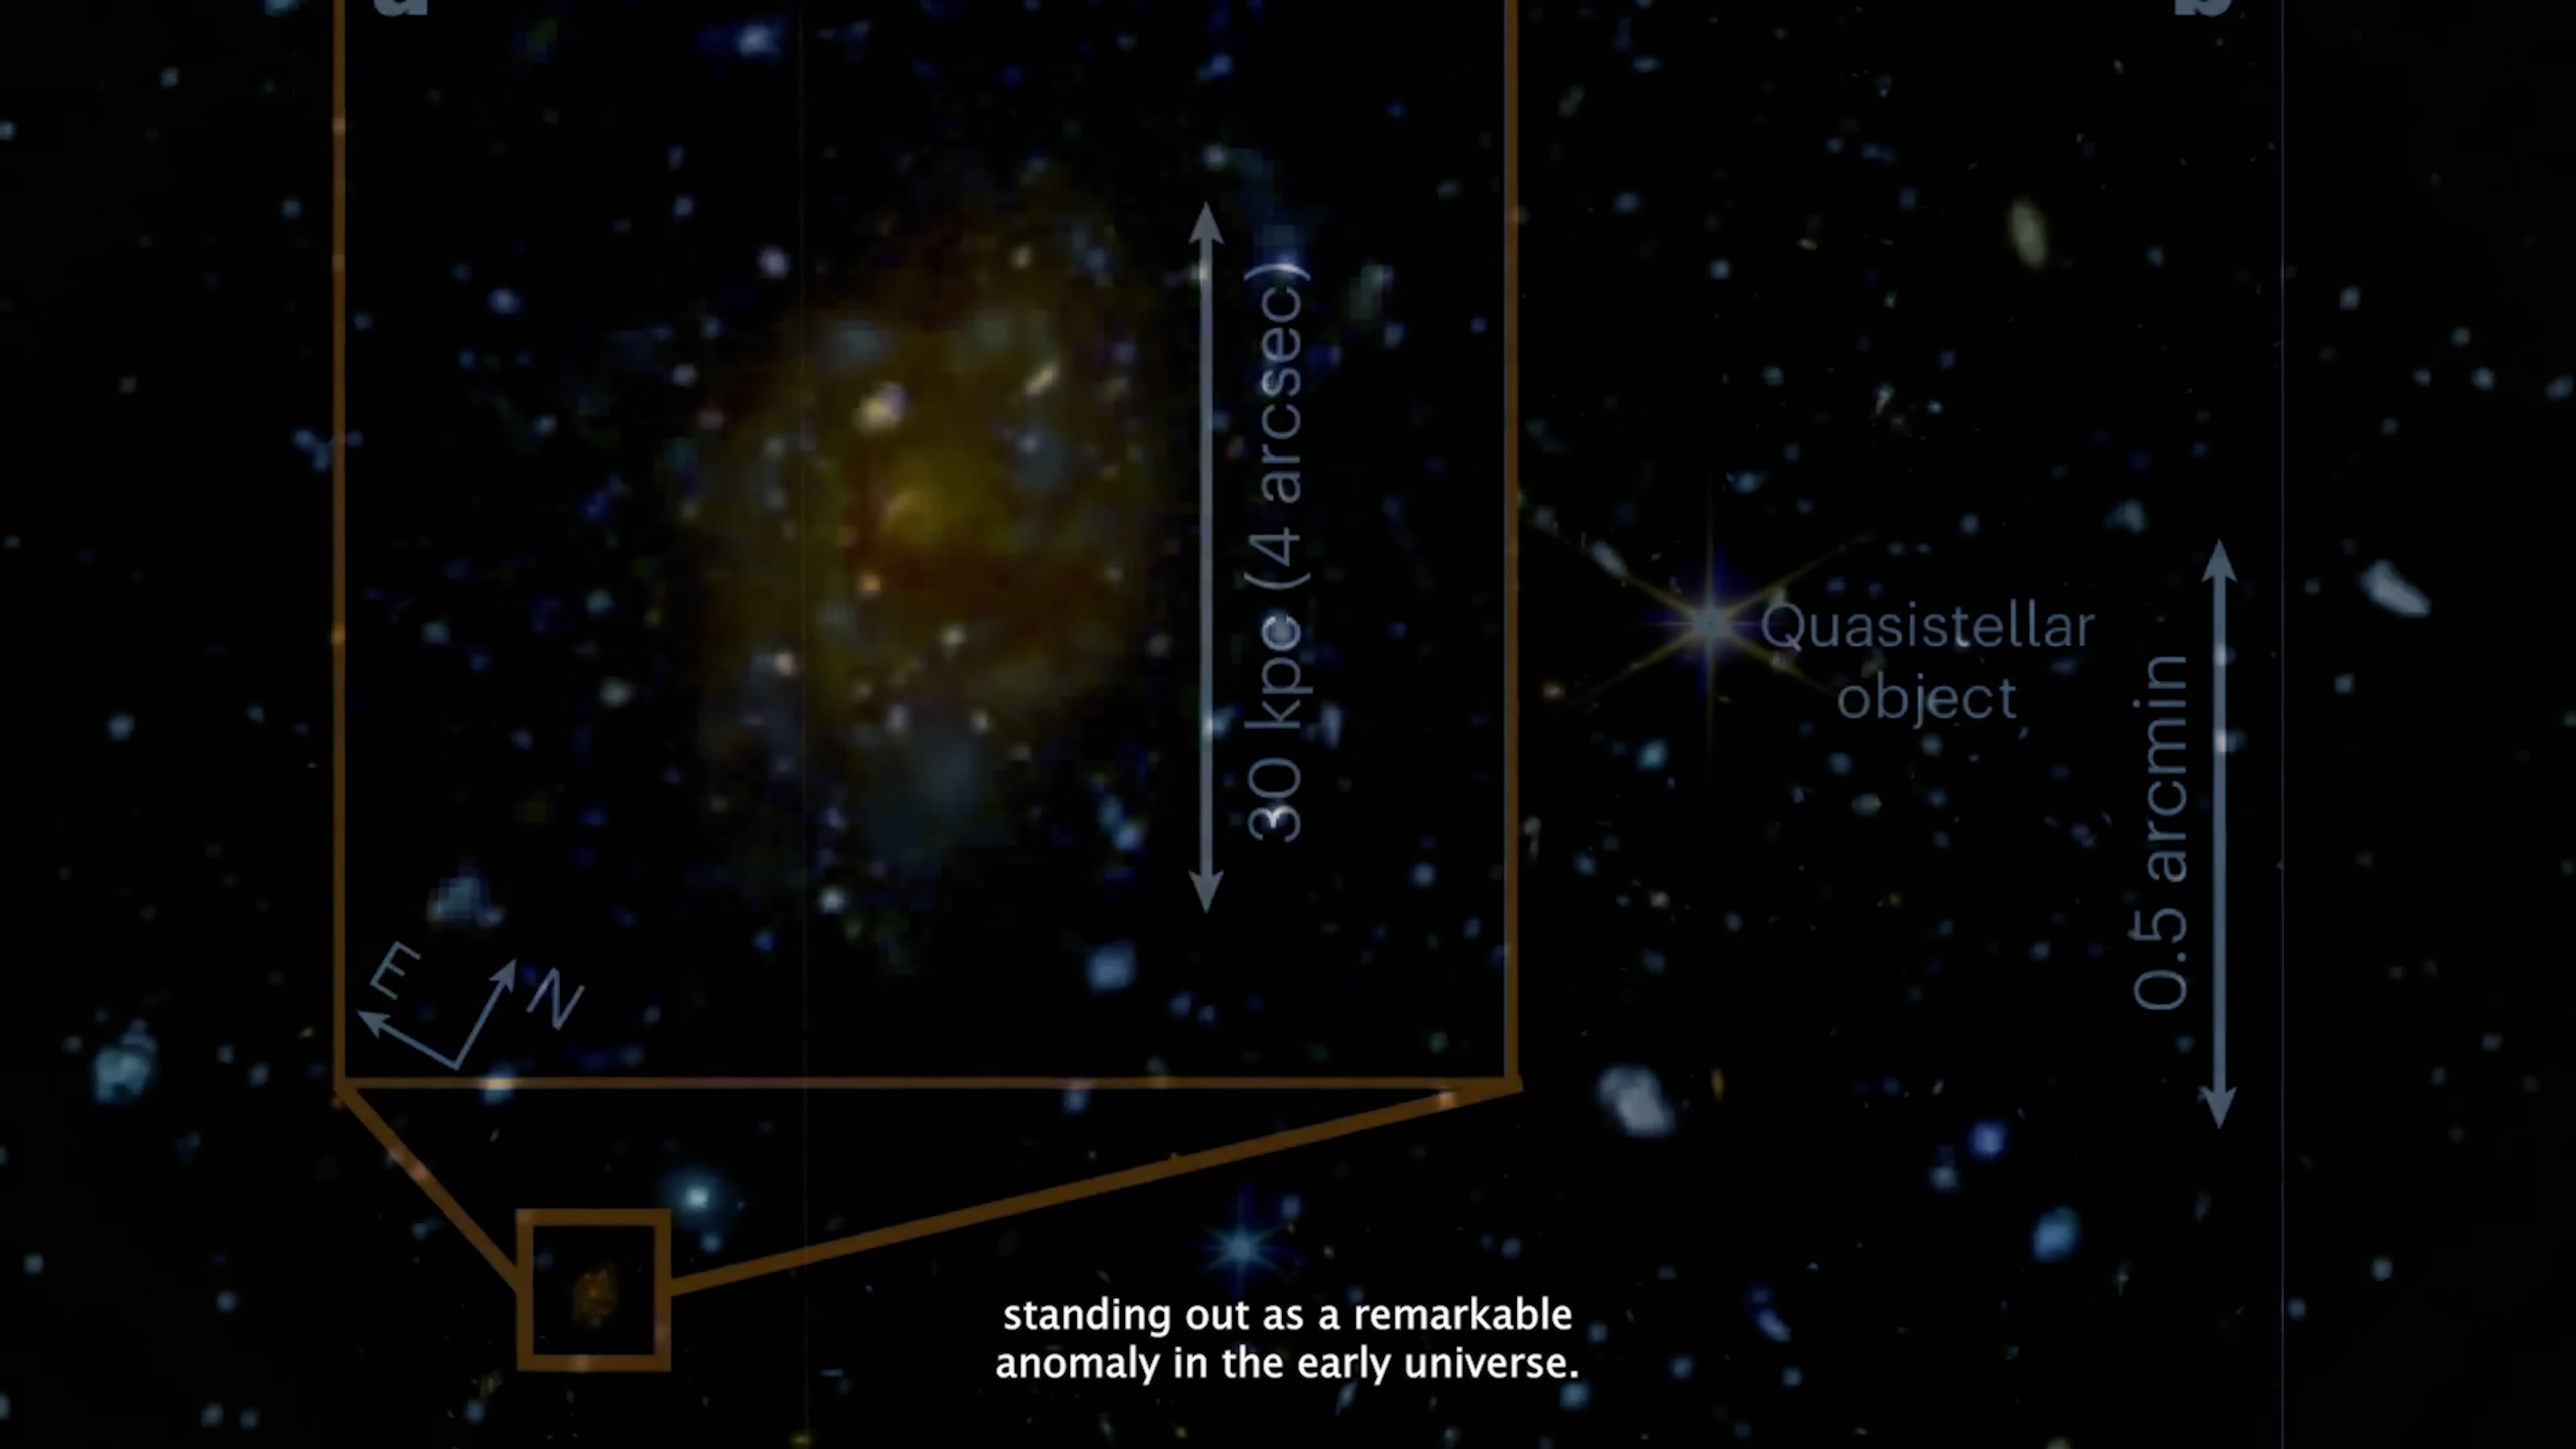 a
b
30 kpc (4 arcsec)
Quasistellar
object
0.5 arcmin
E
N
standing out as a remarkable
anomaly in the early universe.